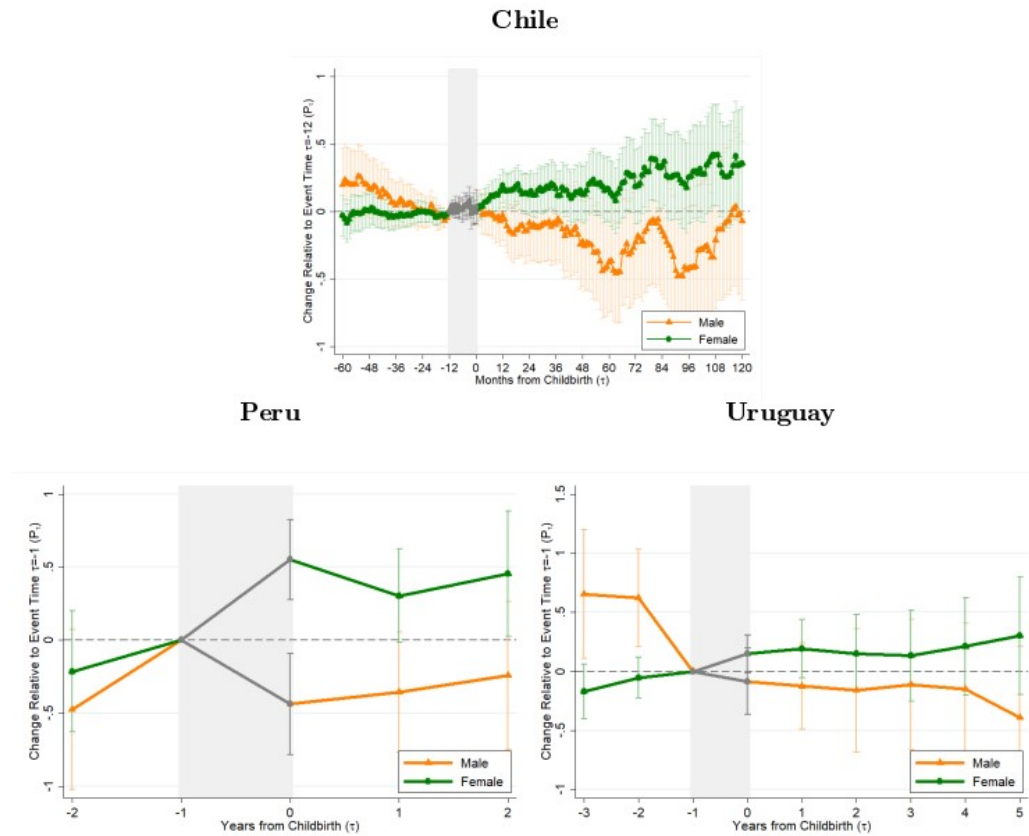 Chile
Change Relative to Event Time τ=-12 (Pₜ)
1
.5
0
-.5
-1
-60 -48 -36 -24 -12 0 12 24 36 48 60 72 84 96 108 120
Months from Childbirth (τ)
Male
Female
Peru
Change Relative to Event Time τ=-1 (Pₜ)
1
.5
0
-.5
-1
-2 -1 0 1 2
Years from Childbirth (τ)
Male
Female
Uruguay
Change Relative to Event Time τ=-1 (Pₜ)
1.5
1
.5
0
-.5
-1
-3 -2 -1 0 1 2 3 4 5
Years from Childbirth (τ)
Male
Female